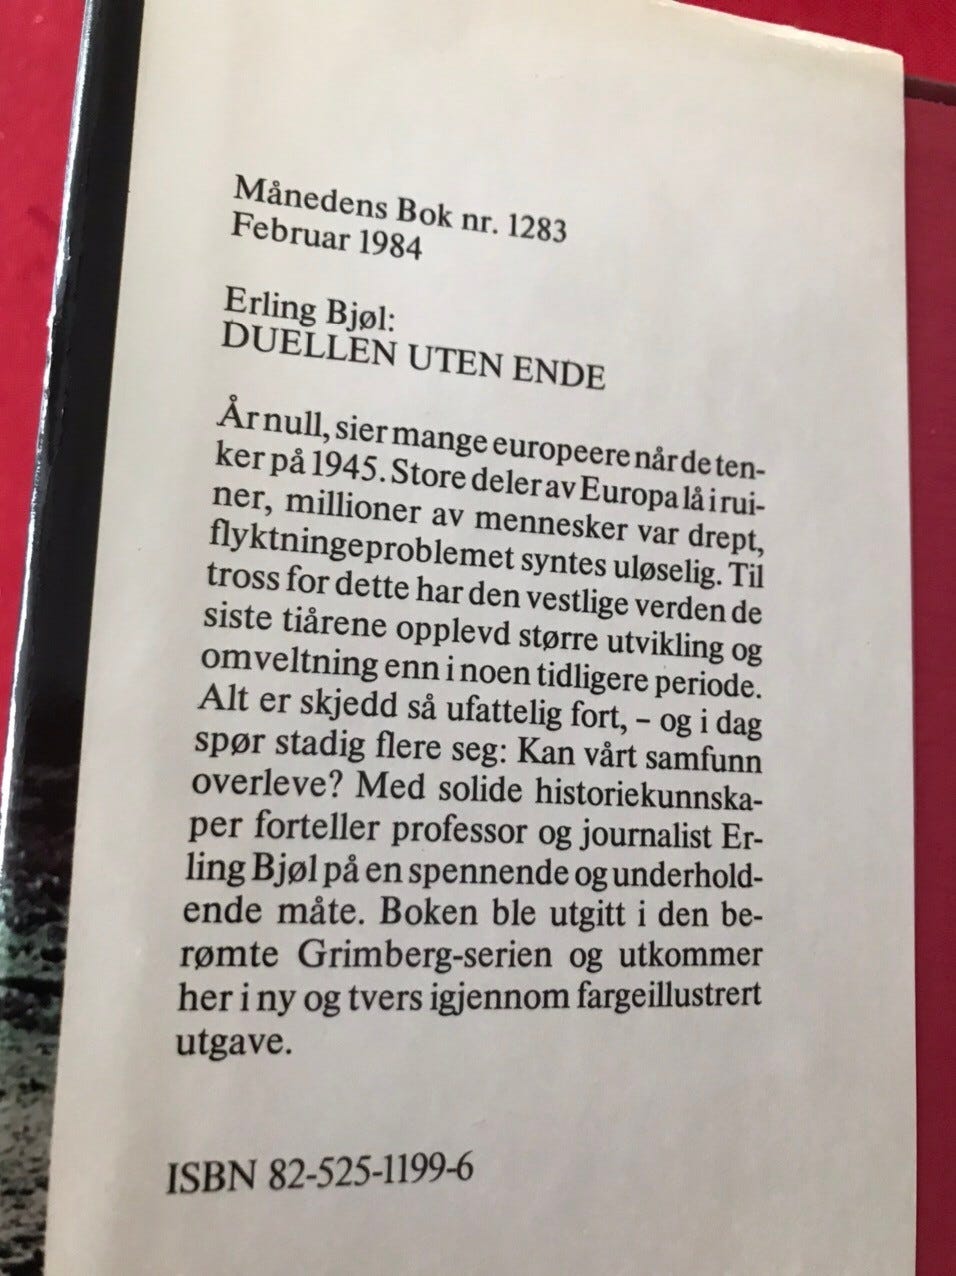 Månedens Bok nr. 1283
Februar 1984
Erling Bjøl:
DUELLEN UTEN ENDE
År null, sier mange europeere når de ten-
ker på 1945. Store deler av Europa lå i rui-
ner, millioner av mennesker var drept,
flyktningeproblemet syntes uløselig. Til
tross for dette har den vestlige verden de
siste tiårene opplevd større utvikling og
omveltning enn i noen tidligere periode.
Alt er skjedd så ufattelig fort, – og i dag
spør stadig flere seg: Kan vårt samfunn
overleve? Med solide historiekunnska-
per forteller professor og journalist Er-
ling Bjøl på en spennende og underhold-
ende måte. Boken ble utgitt i den be-
rømte Grimberg-serien og utkommer
her i ny og tvers igjennom fargeillustrert
utgave.
ISBN 82-525-1199-6